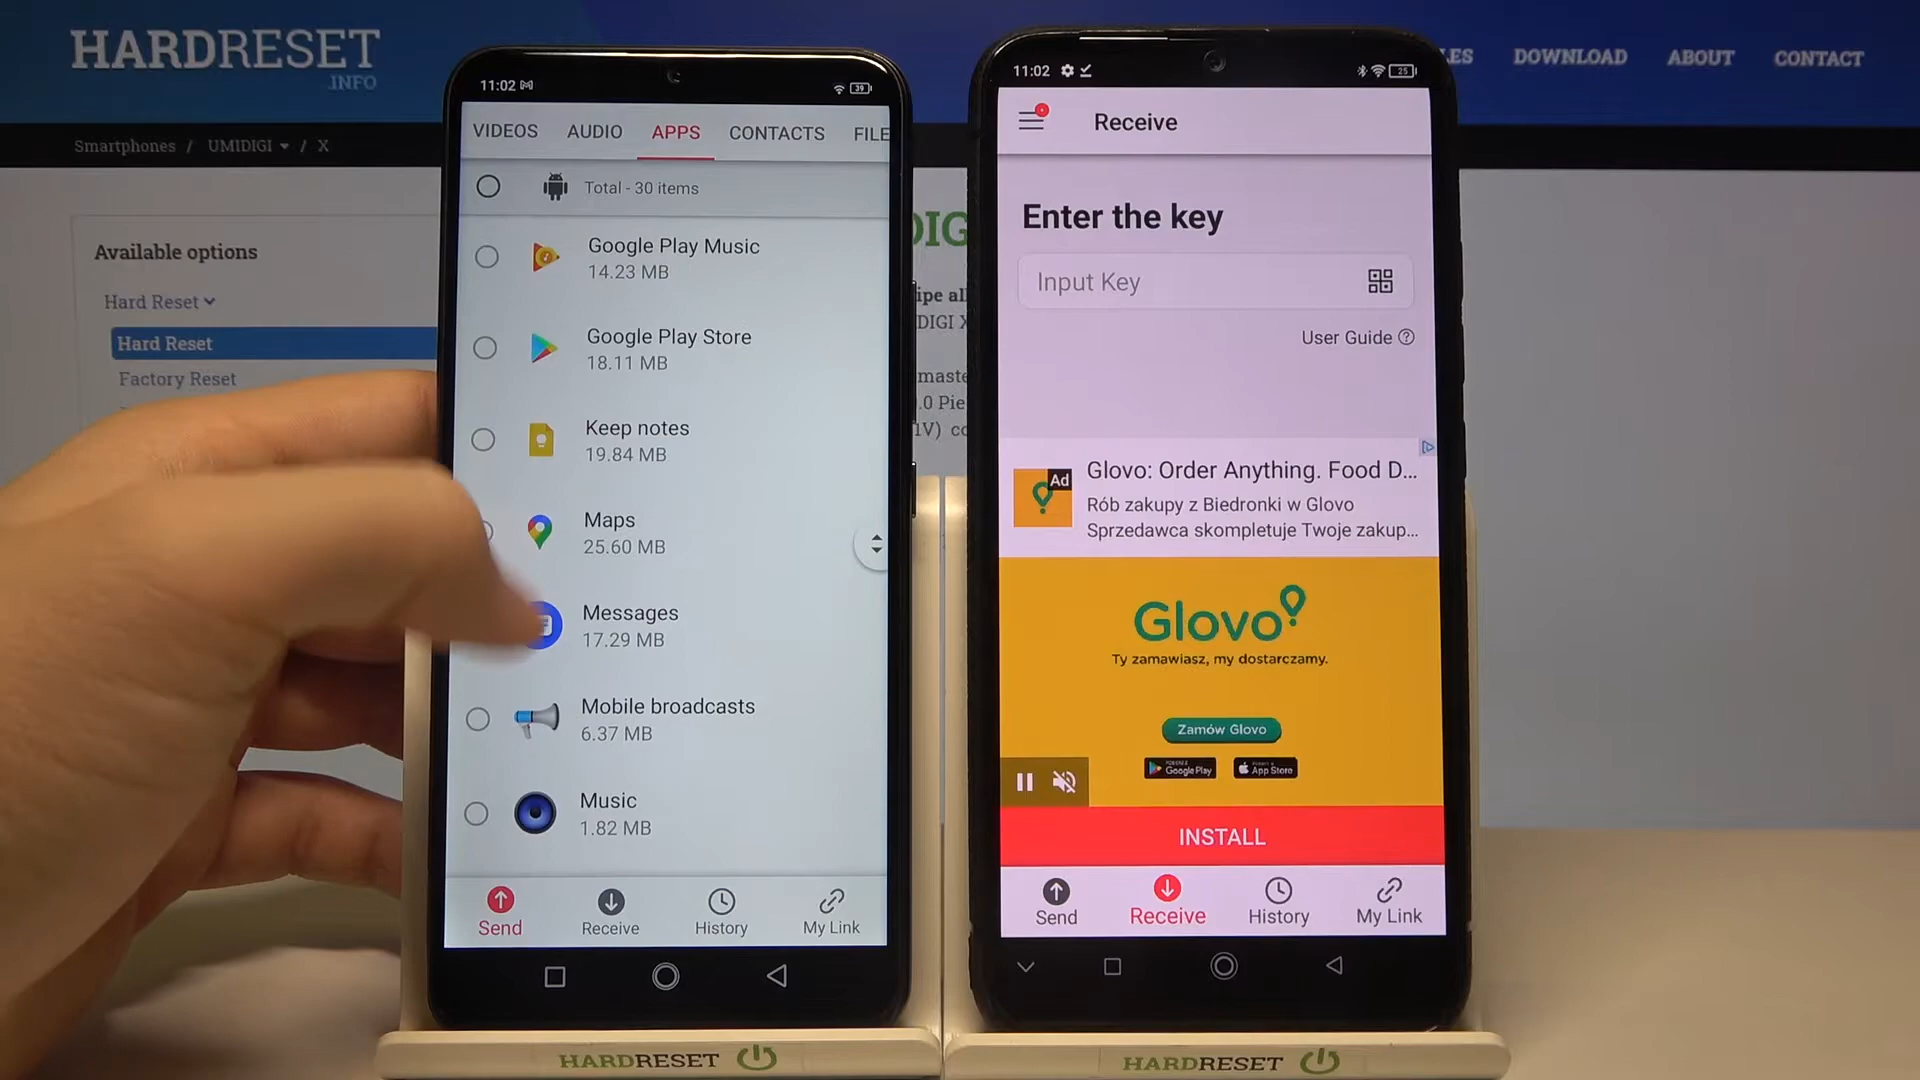 HARDRESET
.INFO
DOWNLOAD
ABOUT
CONTACT
Smartphones / UMIDIGI / X
Available options
Hard Reset
Hard Reset
Factory Reset
11:02
39
VIDEOS
AUDIO
APPS
CONTACTS
FILE
Total - 30 items
Google Play Music
14.23 MB
Google Play Store
18.11 MB
Keep notes
19.84 MB
Maps
25.60 MB
Messages
17.29 MB
Mobile broadcasts
6.37 MB
Music
1.82 MB
Send
Receive
History
My Link
11:02
25
Receive
Enter the key
Input Key
User Guide
Ad
Glovo: Order Anything. Food D...
Rób zakupy z Biedronki w Glovo
Sprzedawca skompletuje Twoje zakup...
Glovo
Ty zamawiasz, my dostarczamy.
Zamów Glovo
Google Play
App Store
INSTALL
Send
Receive
History
My Link
HARDRESET
HARDRESET